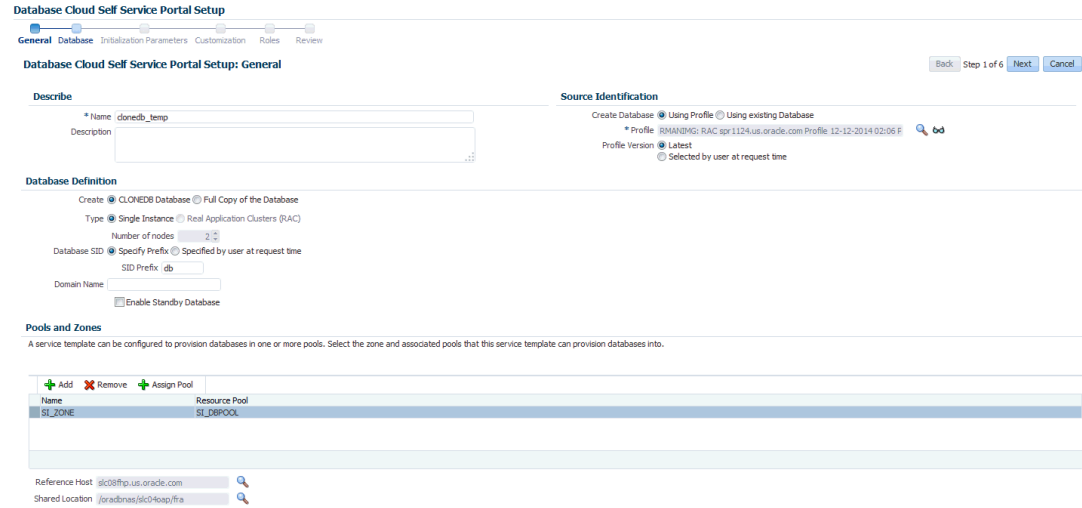 Database Cloud Self Service Portal Setup
General Database Initialization Parameters Customization Roles Review
Database Cloud Self Service Portal Setup: General
Back Step 1 of 6 Next Cancel
Describe
* Name clonedb_temp
Description
Source Identification
Create Database Using Profile Using existing Database
* Profile RMANIMG: RAC spr1124.us.oracle.com Profile 12-12-2014 02:06 P
Profile Version Latest
Selected by user at request time
Database Definition
Create CLONEDB Database Full Copy of the Database
Type Single Instance Real Application Clusters (RAC)
Number of nodes 2
Database SID Specify Prefix Specified by user at request time
SID Prefix db
Domain Name
Enable Standby Database
Pools and Zones
A service template can be configured to provision databases in one or more pools. Select the zone and associated pools that this service template can provision databases into.
Add Remove Assign Pool
Name Resource Pool
SI_ZONE SI_DBPOOL
Reference Host slc08fhp.us.oracle.com
Shared Location /oradbnas/slc04oap/fra